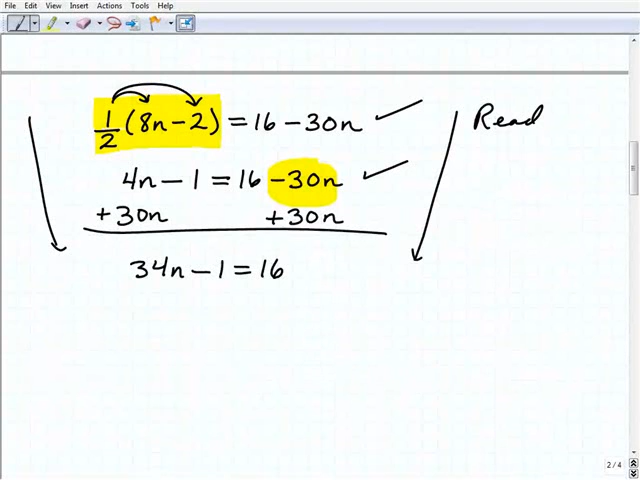 File Edit View Insert Actions Tools Help
1/2 (8n − 2) = 16 − 30n Read
4n − 1 = 16 − 30n
+30n +30n
34n − 1 = 16
2 / 4